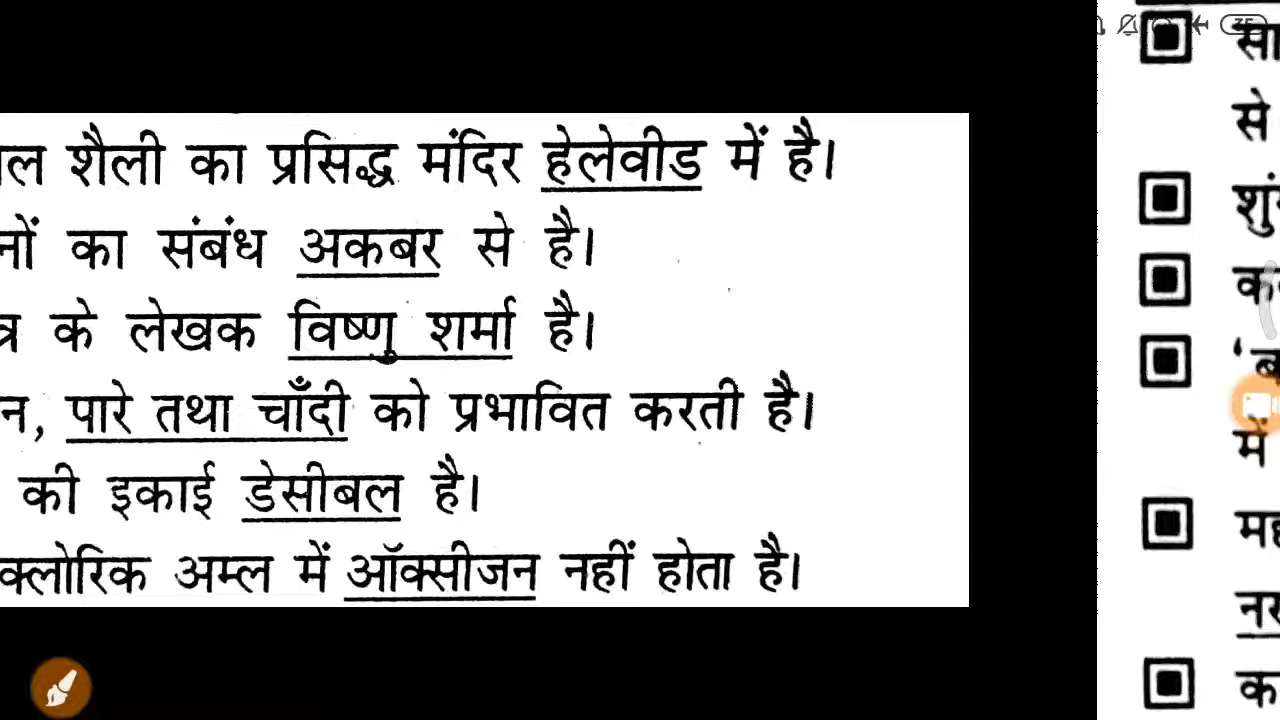 शैली का प्रसिद्ध मंदिर हेलेवीड में है।
का संबंध अकबर से है।
के लेखक विष्णु शर्मा है।
पारे तथा चाँदी को प्रभावित करती है।
की इकाई डेसीबल है।
क्लोरिक अम्ल में ऑक्सीजन नहीं होता है।
से
में